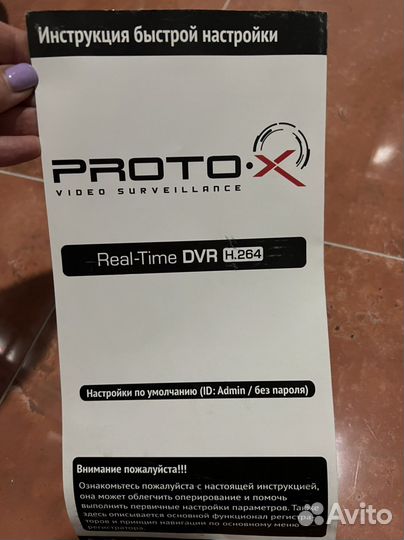 Инструкция быстрой настройки
PROTO·X
VIDEO SURVEILLANCE
Real-Time DVR H.264
Настройки по умолчанию (ID: Admin / без пароля)
Внимание пожалуйста!!!
Ознакомьтесь пожалуйста с настоящей инструкцией,
она может облегчить оперирование и помочь
выполнить первичные настройки параметров. Также
здесь описывается основной функционал регистра-
торов и принцип навигации по основному меню
регистратора.
Avito